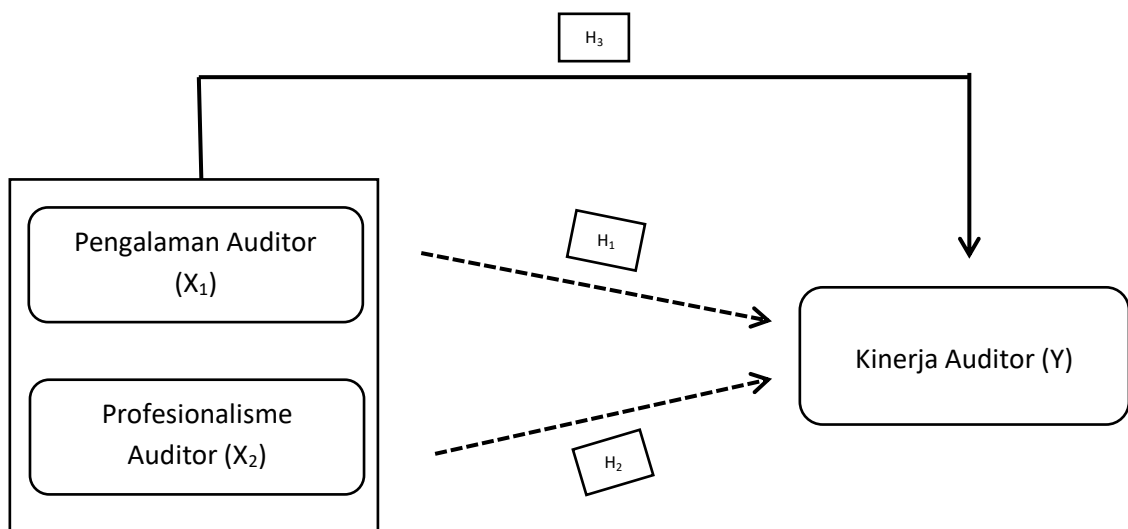 H₃
Pengalaman Auditor
(X₁)
H₁
Kinerja Auditor (Y)
Profesionalisme
Auditor (X₂)
H₂